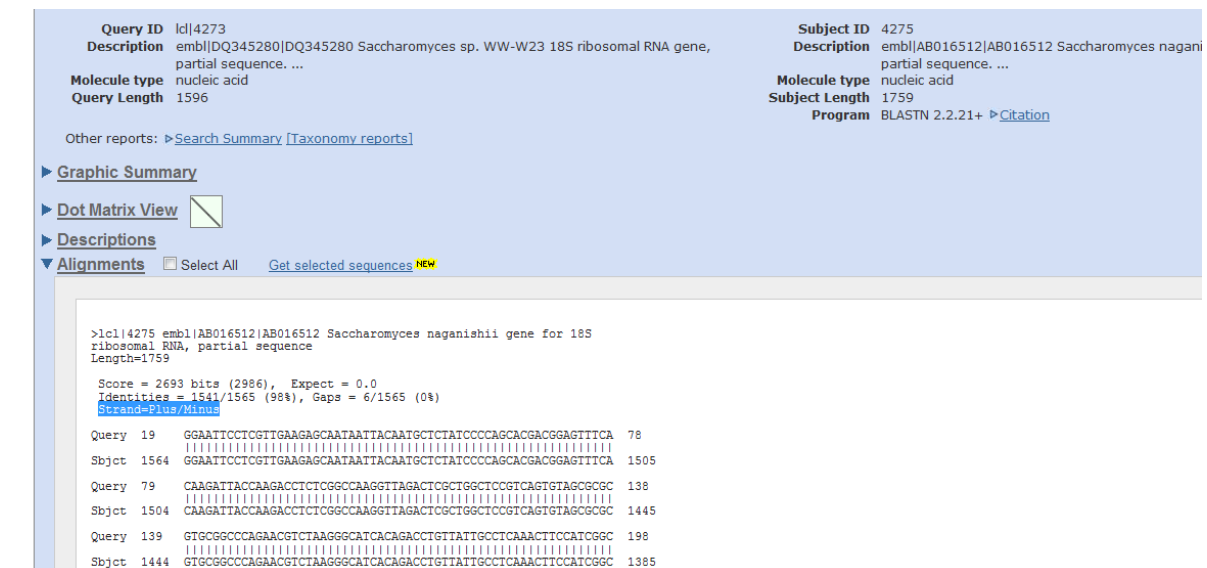 Query ID lcl|4273
Description embl|DQ345280|DQ345280 Saccharomyces sp. WW-W23 18S ribosomal RNA gene,
partial sequence. ...
Molecule type nucleic acid
Query Length 1596
Subject ID 4275
Description embl|AB016512|AB016512 Saccharomyces nagani
partial sequence. ...
Molecule type nucleic acid
Subject Length 1759
Program BLASTN 2.2.21+ Citation
Other reports: Search Summary [Taxonomy reports]
Graphic Summary
Dot Matrix View
Descriptions
Alignments Select All Get selected sequences NEW
>lcl|4275 embl|AB016512|AB016512 Saccharomyces naganishii gene for 18S
ribosomal RNA, partial sequence
Length=1759
Score = 2693 bits (2986), Expect = 0.0
Identities = 1541/1565 (98%), Gaps = 6/1565 (0%)
Strand=Plus/Minus
Query 19 GGAATTCCTCGTTGAAGAGCAATAATTACAATGCTCTATCCCCAGCACGACGGAGTTTCA 78
||||||||||||||||||||||||||||||||||||||||||||||||||||||||||||
Sbjct 1564 GGAATTCCTCGTTGAAGAGCAATAATTACAATGCTCTATCCCCAGCACGACGGAGTTTCA 1505
Query 79 CAAGATTACCAAGACCTCTCGGCCAAGGTTAGACTCGCTGGCTCCGTCAGTGTAGCGCGC 138
||||||||||||||||||||||||||||||||||||||||||||||||||||||||||||
Sbjct 1504 CAAGATTACCAAGACCTCTCGGCCAAGGTTAGACTCGCTGGCTCCGTCAGTGTAGCGCGC 1445
Query 139 GTGCGGCCCAGAACGTCTAAGGGCATCACAGACCTGTTATTGCCTCAAACTTCCATCGGC 198
||||||||||||||||||||||||||||||||||||||||||||||||||||||||||||
Sbjct 1444 GTGCGGCCCAGAACGTCTAAGGGCATCACAGACCTGTTATTGCCTCAAACTTCCATCGGC 1385